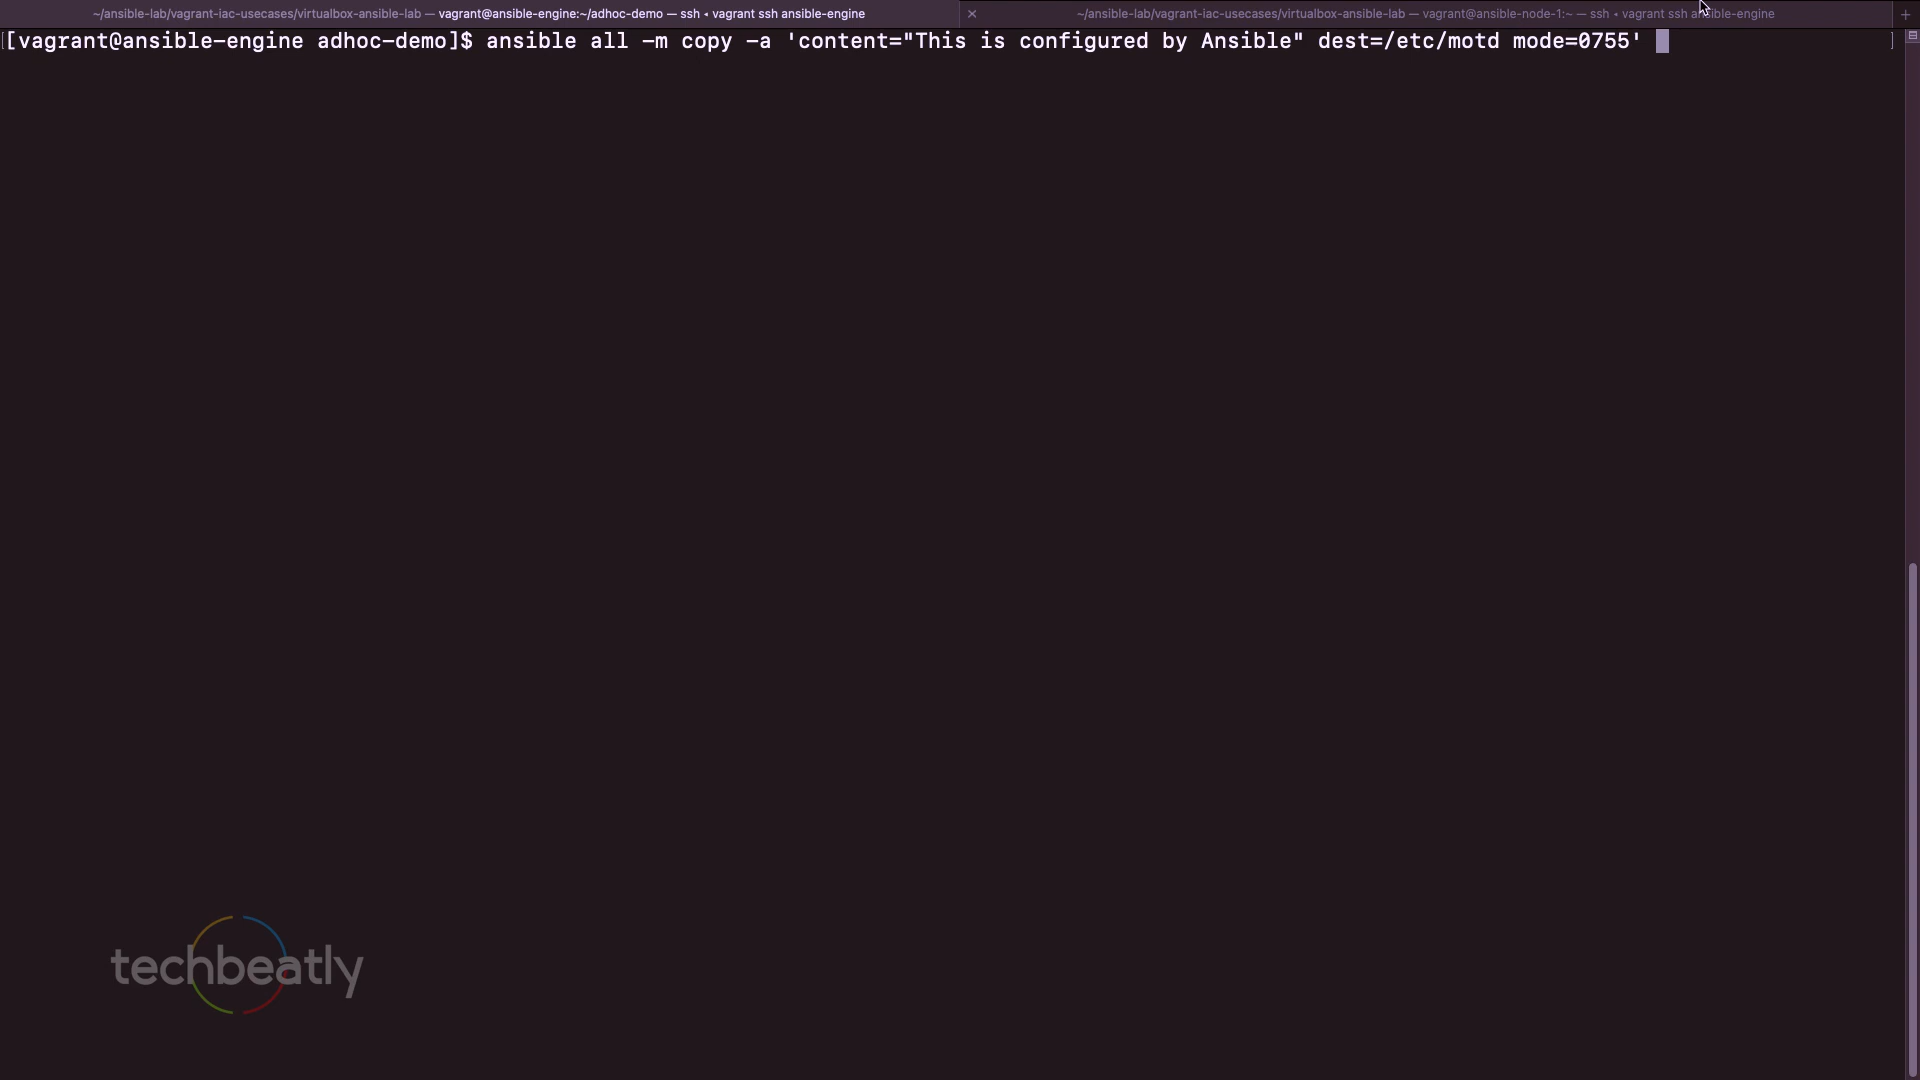 ~/ansible-lab/vagrant-iac-usecases/virtualbox-ansible-lab — vagrant@ansible-engine:~/adhoc-demo — ssh ◂ vagrant ssh ansible-engine
~/ansible-lab/vagrant-iac-usecases/virtualbox-ansible-lab — vagrant@ansible-node-1:~ — ssh ◂ vagrant ssh ansible-engine
[vagrant@ansible-engine adhoc-demo]$ ansible all -m copy -a 'content="This is configured by Ansible" dest=/etc/motd mode=0755'
techbeatly